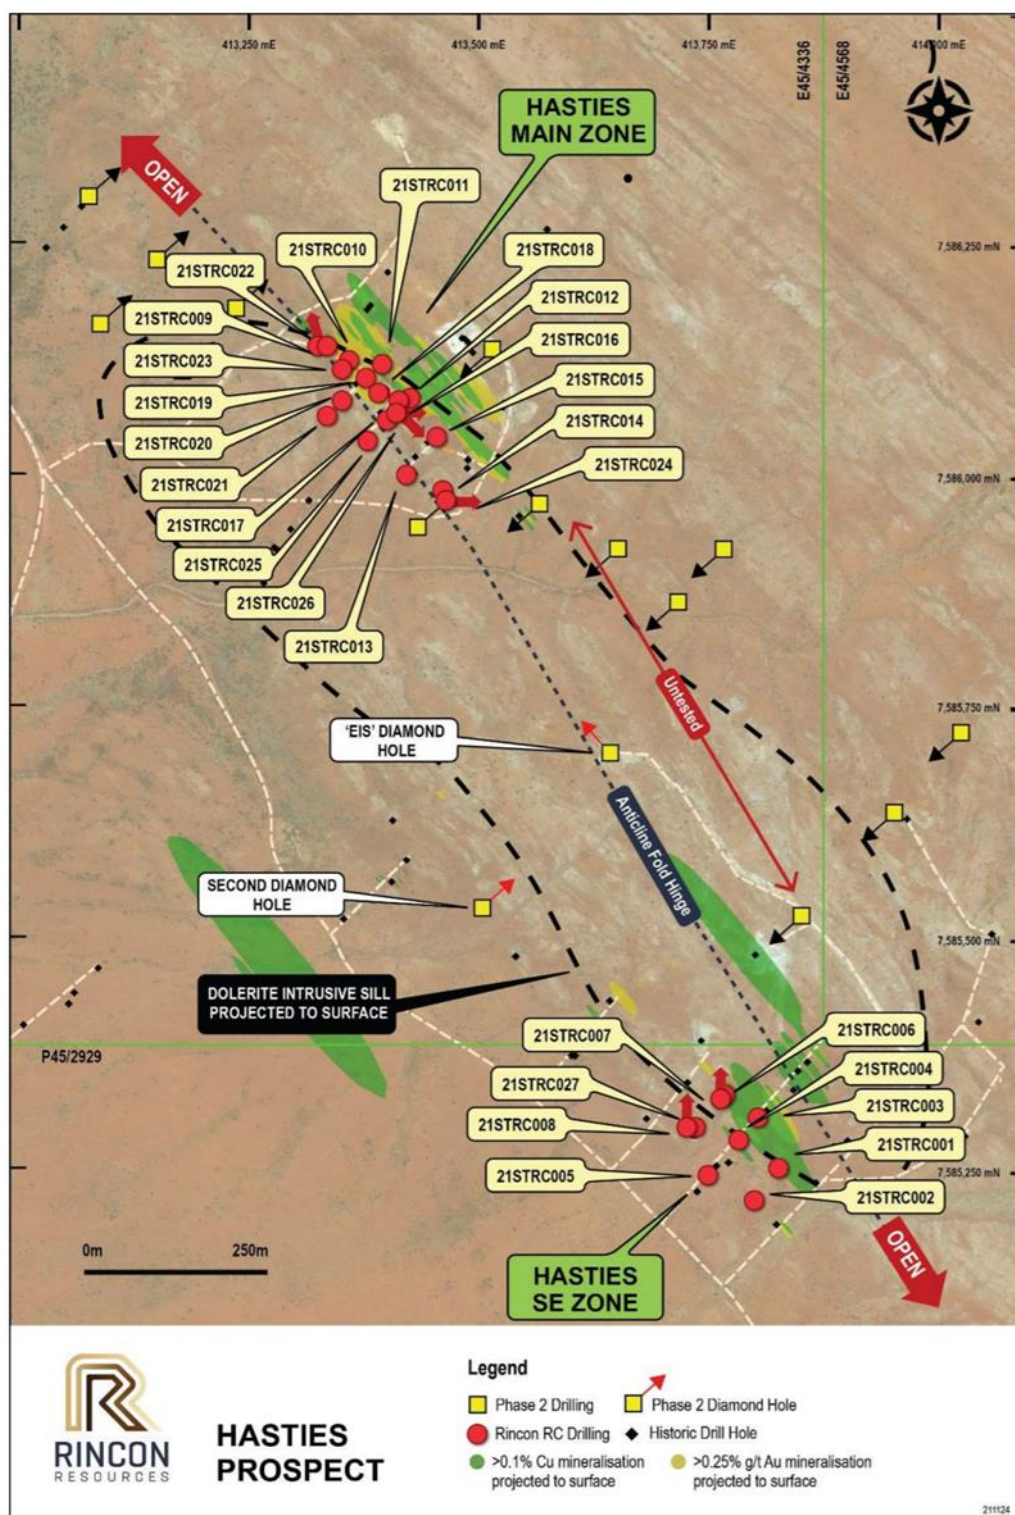 413,250 mE
413,500 mE
413,750 mE
414,000 mE
E45/4336
E45/4568
HASTIES
MAIN ZONE
OPEN
21STRC011
21STRC010
21STRC018
21STRC022
21STRC012
21STRC009
21STRC016
21STRC023
21STRC015
21STRC019
21STRC014
21STRC020
21STRC024
21STRC021
21STRC017
21STRC025
21STRC026
21STRC013
7,586,250 mN
7,586,000 mN
Untested
7,585,750 mN
'EIS' DIAMOND
HOLE
Anticline Fold Hinge
SECOND DIAMOND
HOLE
7,585,500 mN
DOLERITE INTRUSIVE SILL
PROJECTED TO SURFACE
P45/2929
21STRC007
21STRC006
21STRC004
21STRC027
21STRC003
21STRC008
21STRC001
21STRC005
7,585,250 mN
21STRC002
0m
250m
HASTIES
SE ZONE
OPEN
RINCON
RESOURCES
HASTIES
PROSPECT
Legend
Phase 2 Drilling
Phase 2 Diamond Hole
Rincon RC Drilling
Historic Drill Hole
>0.1% Cu mineralisation
projected to surface
>0.25% g/t Au mineralisation
projected to surface
211124